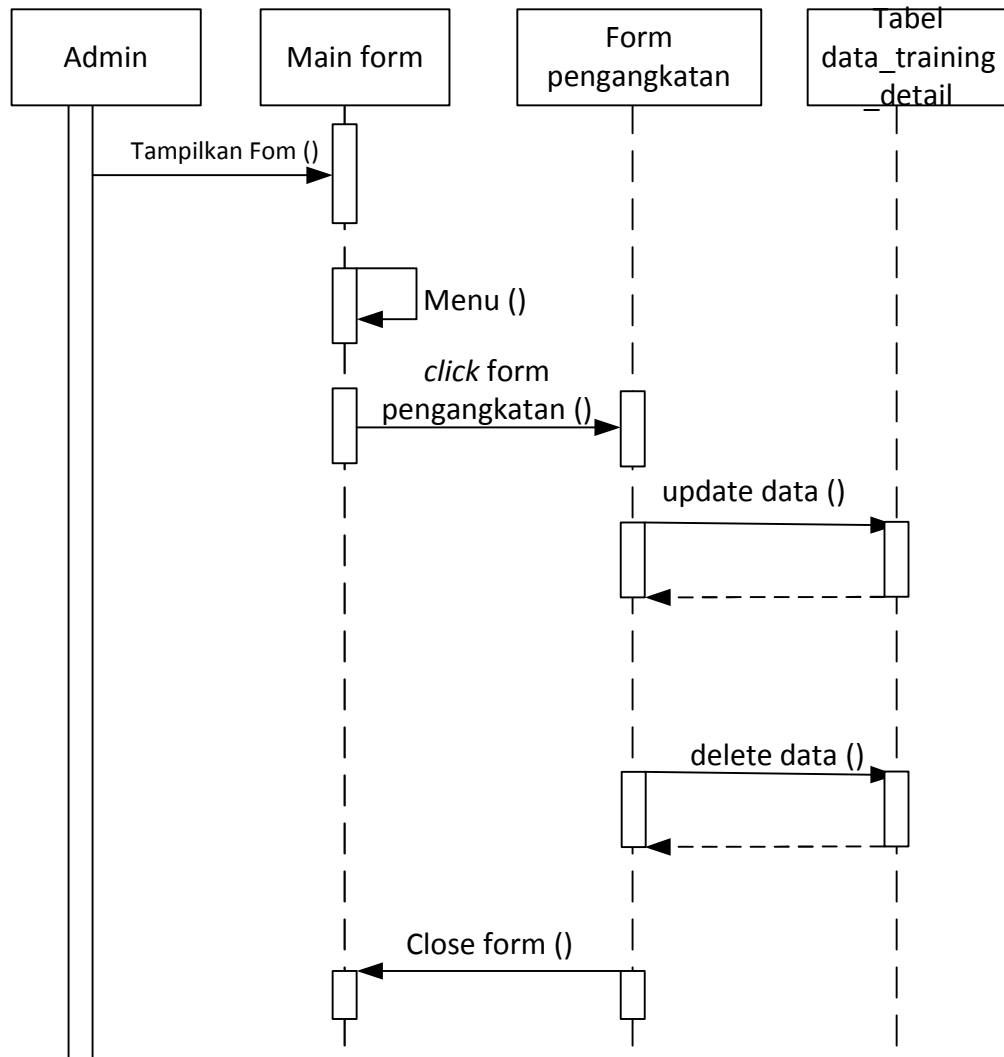 Admin
Main form
Form
pengangkatan
Tabel
data_training
_detail
Tampilkan Fom ()
Menu ()
click form
pengangkatan ()
update data ()
delete data ()
Close form ()